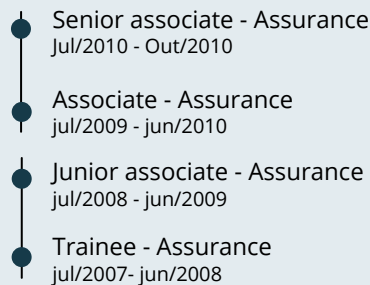 Senior associate - Assurance
Jul/2010 - Out/2010
Associate - Assurance
jul/2009 - jun/2010
Junior associate - Assurance
jul/2008 - jun/2009
Trainee - Assurance
jul/2007- jun/2008